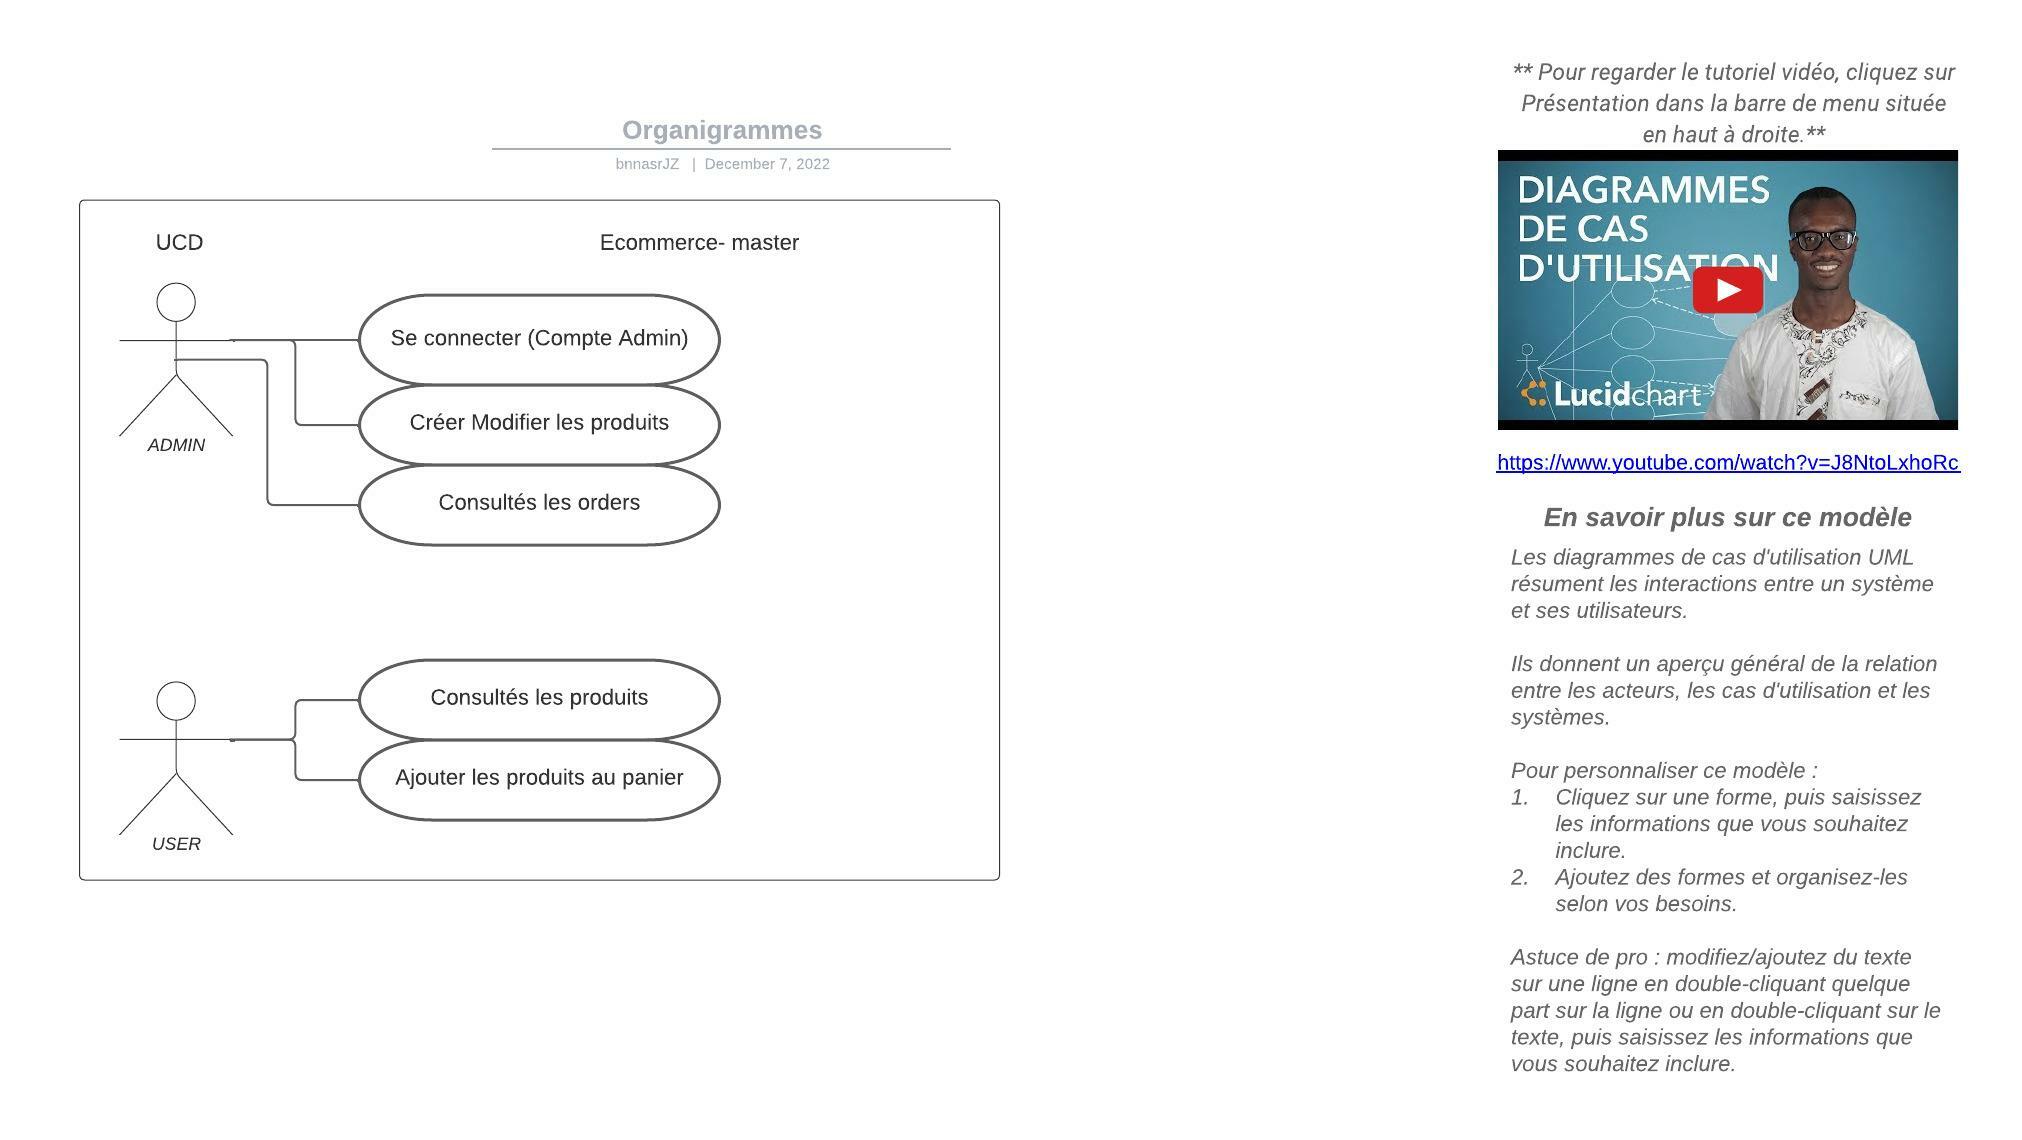 Organigrammes
bnnasrJZ | December 7, 2022
UCD
Ecommerce- master
Se connecter (Compte Admin)
Créer Modifier les produits
Consultés les orders
ADMIN
Consultés les produits
Ajouter les produits au panier
USER
** Pour regarder le tutoriel vidéo, cliquez sur
Présentation dans la barre de menu située
en haut à droite.**
DIAGRAMMES
DE CAS
D'UTILISATION
Lucidchart
https://www.youtube.com/watch?v=J8NtoLxhoRc
En savoir plus sur ce modèle
Les diagrammes de cas d'utilisation UML
résument les interactions entre un système
et ses utilisateurs.
Ils donnent un aperçu général de la relation
entre les acteurs, les cas d'utilisation et les
systèmes.
Pour personnaliser ce modèle :
1. Cliquez sur une forme, puis saisissez
les informations que vous souhaitez
inclure.
2. Ajoutez des formes et organisez-les
selon vos besoins.
Astuce de pro : modifiez/ajoutez du texte
sur une ligne en double-cliquant quelque
part sur la ligne ou en double-cliquant sur le
texte, puis saisissez les informations que
vous souhaitez inclure.